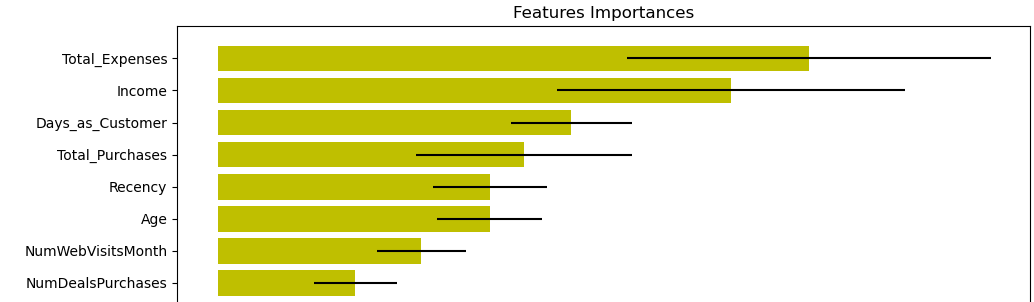 Features Importances
Total_Expenses
Income
Days_as_Customer
Total_Purchases
Recency
Age
NumWebVisitsMonth
NumDealsPurchases